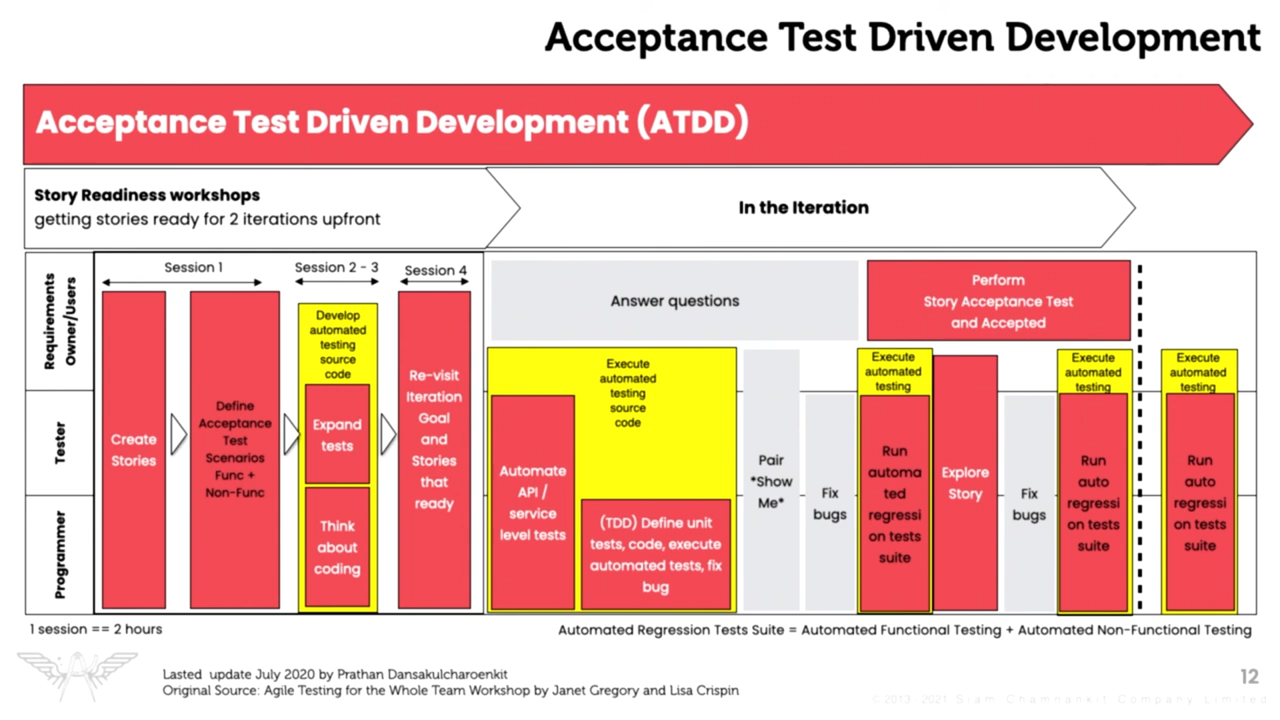 Acceptance Test Driven Development
Acceptance Test Driven Development (ATDD)
Story Readiness workshops
getting stories ready for 2 iterations upfront
In the Iteration
Requirements
Owner/Users
Tester
Programmer
Session 1
Session 2 - 3
Session 4
Create
Stories
Define
Acceptance
Test
Scenarios
Func +
Non-Func
Develop
automated
testing
source
code
Expand
tests
Think
about
coding
Re-visit
Iteration
Goal
and
Stories
that
ready
Answer questions
Perform
Story Acceptance Test
and Accepted
Execute
automated
testing
source
code
Automate
API /
service
level tests
(TDD) Define unit
tests, code, execute
automated tests, fix
bug
Pair
*Show
Me*
Fix
bugs
Execute
automated
testing
Run
automa
ted
regressi
on tests
suite
Explore
Story
Fix
bugs
Execute
automated
testing
Run
auto
regressi
on tests
suite
Execute
automated
testing
Run
auto
regressi
on tests
suite
1 session == 2 hours
Automated Regression Tests Suite = Automated Functional Testing + Automated Non-Functional Testing
Lasted update July 2020 by Prathan Dansakulcharoenkit
Original Source: Agile Testing for the Whole Team Workshop by Janet Gregory and Lisa Crispin
12
© 2013 - 2021 Siam Chamnankit Company Limited